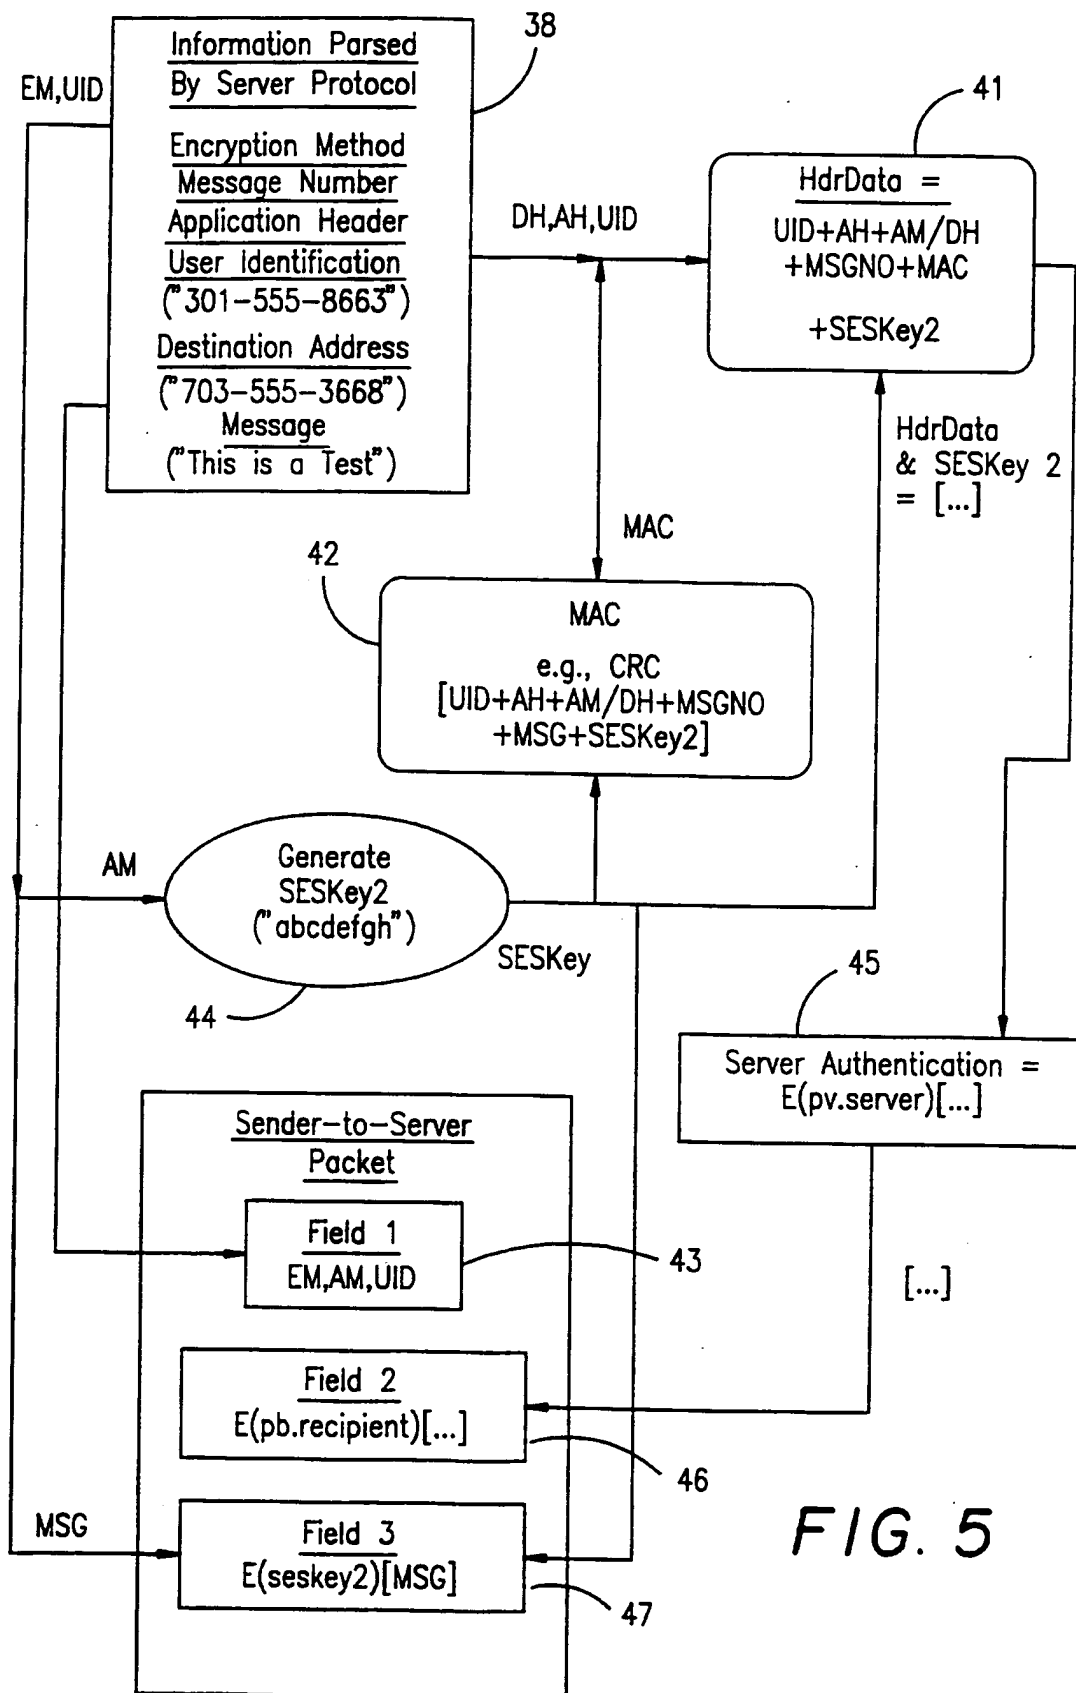 Information Parsed
By Server Protocol
Encryption Method
Message Number
Application Header
User Identification
("301-555-8663")
Destination Address
("703-555-3668")
Message
("This is a Test")
38
EM,UID
DH,AH,UID
41
HdrData =
UID+AH+AM/DH
+MSGNO+MAC
+SESKey2
HdrData
& SESKey 2
= [...]
MAC
42
MAC
e.g., CRC
[UID+AH+AM/DH+MSGNO
+MSG+SESKey2]
AM
Generate
SESKey2
("abcdefgh")
SESKey
44
45
Server Authentication =
E(pv.server)[...]
[...]
Sender-to-Server
Packet
Field 1
EM,AM,UID
43
Field 2
E(pb.recipient)[...]
46
MSG
Field 3
E(seskey2)[MSG]
47
FIG. 5